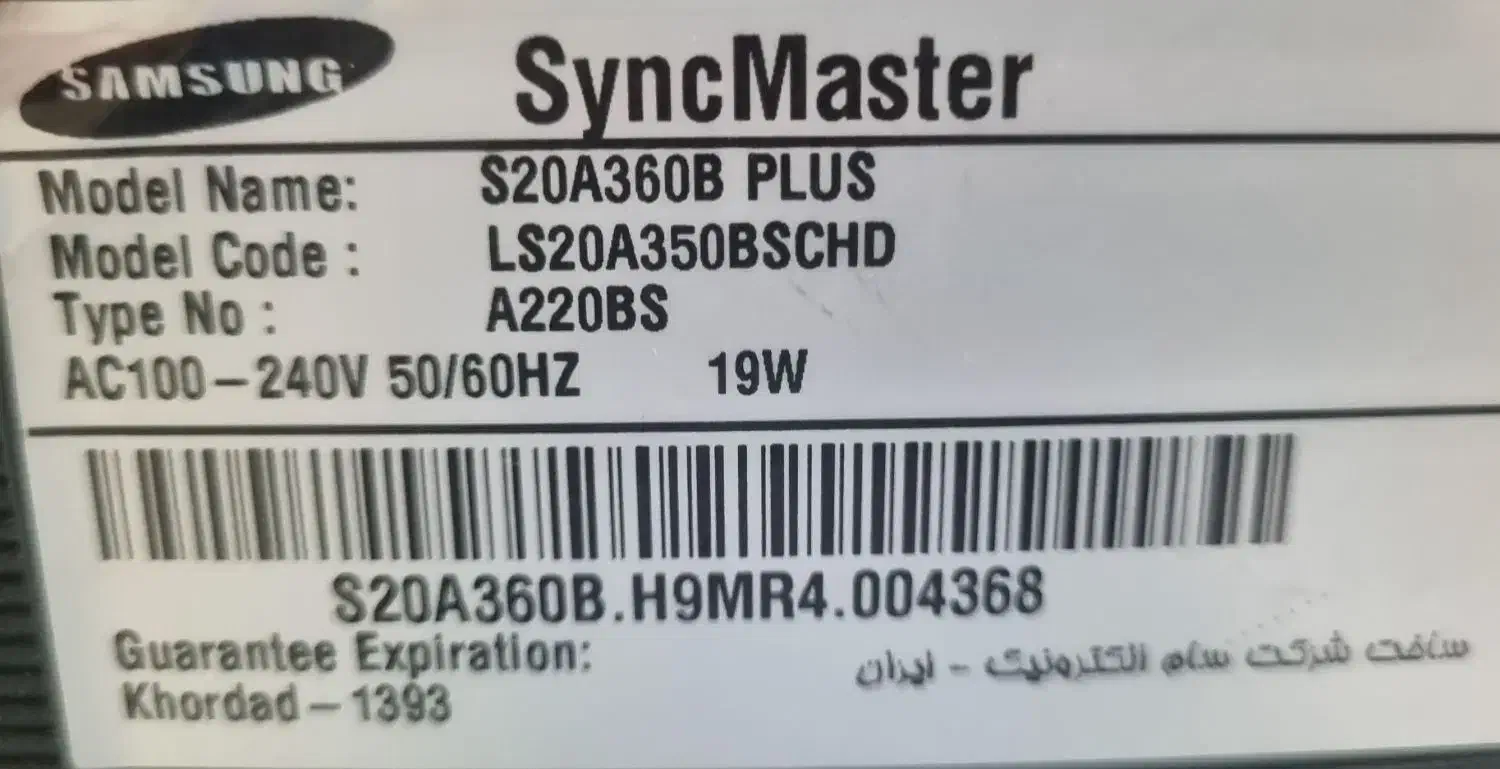 SAMSUNG SyncMaster
Model Name: S20A360B PLUS
Model Code : LS20A350BSCHD
Type No : A220BS
AC100-240V 50/60HZ 19W
S20A360B.H9MR4.004368
Guarantee Expiration:
Khordad-1393
ساخت شرکت سام الکترونیک - ایران